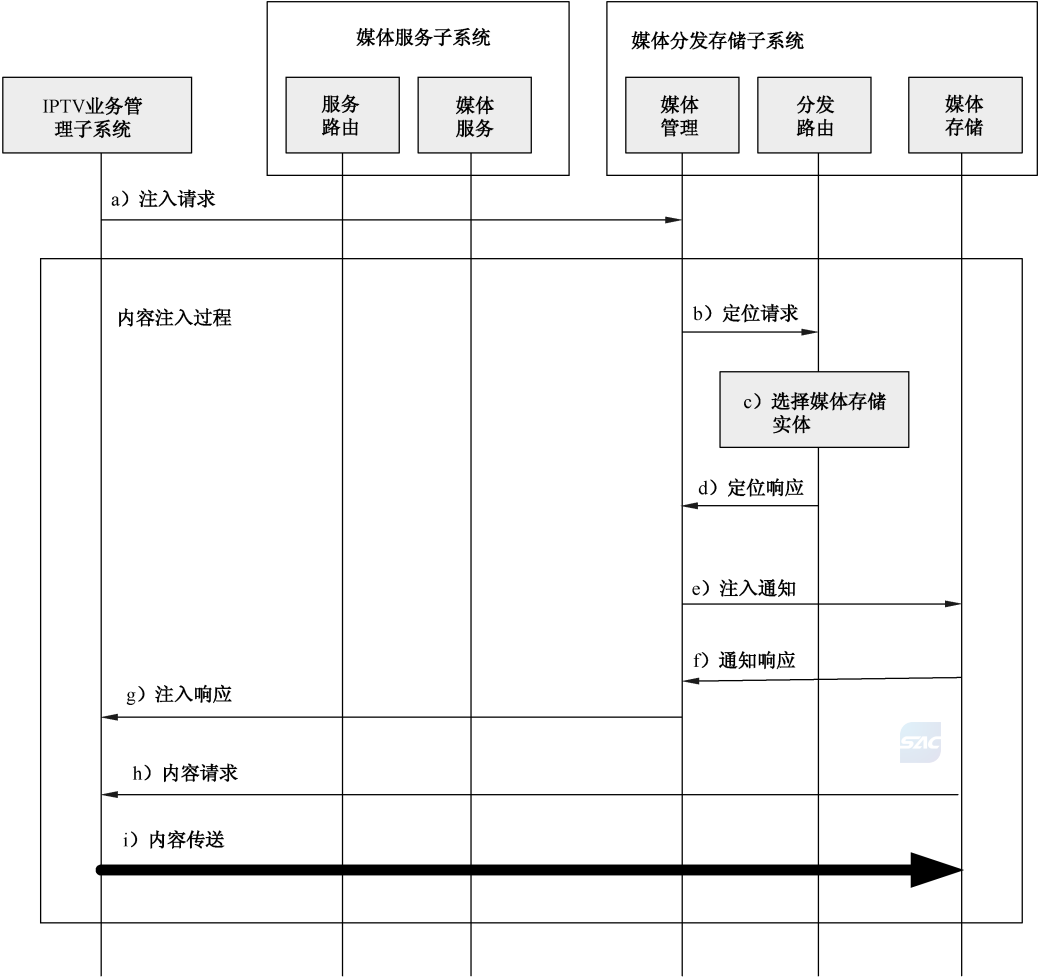 媒体服务子系统
媒体分发存储子系统
IPTV业务管
理子系统
服务
路由
媒体
服务
媒体
管理
分发
路由
媒体
存储
a）注入请求
内容注入过程
b）定位请求
c）选择媒体存储
实体
d）定位响应
e）注入通知
f）通知响应
g）注入响应
SAC
h）内容请求
i）内容传送